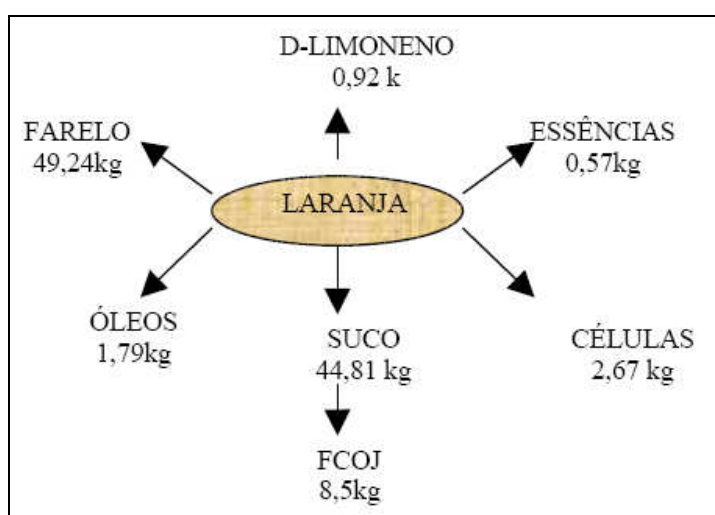 D-LIMONENO
0,92 k
FARELO
49,24kg
ESSÊNCIAS
0,57kg
LARANJA
ÓLEOS
1,79kg
SUCO
44,81 kg
CÉLULAS
2,67 kg
FCOJ
8,5kg